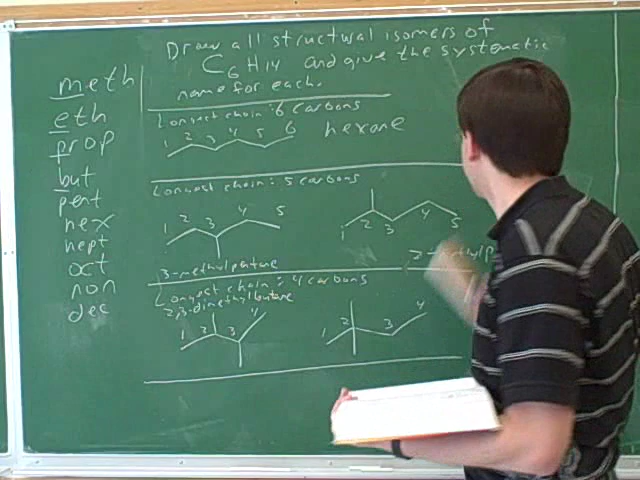 Draw all structural isomers of
C6H14 and give the systematic
name for each.
meth
eth
prop
but
pent
hex
hept
oct
non
dec
Longest chain: 6 carbons
1 2 3 4 5 6
hexane
Longest chain: 5 carbons
1 2 3 4 5
1 2 3 4 5
3-methylpentane
2-methylp
Longest chain: 4 carbons
2,3-dimethylbutane
1 2 3 4
1 2 3 4